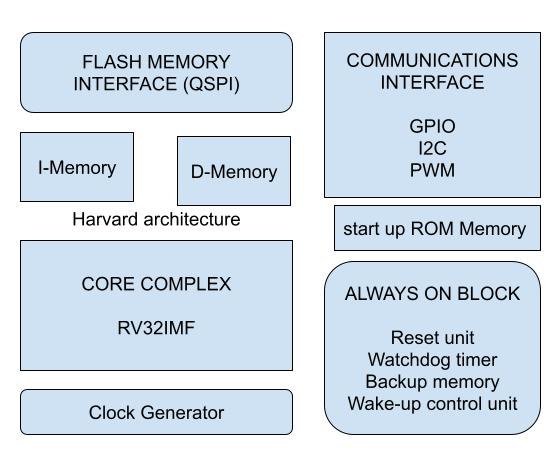 FLASH MEMORY
INTERFACE (QSPI)
COMMUNICATIONS
INTERFACE
GPIO
I2C
PWM
I-Memory
D-Memory
Harvard architecture
start up ROM Memory
CORE COMPLEX
RV32IMF
ALWAYS ON BLOCK
Reset unit
Watchdog timer
Backup memory
Wake-up control unit
Clock Generator